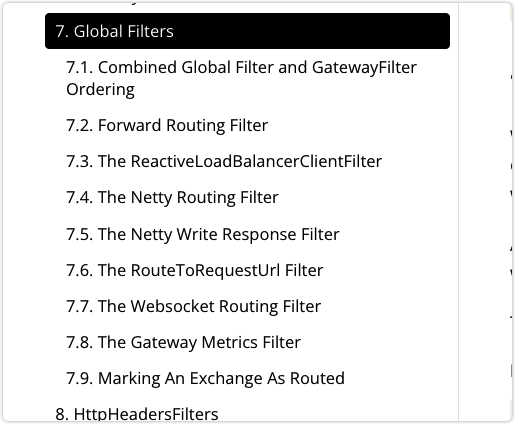 7. Global Filters
7.1. Combined Global Filter and GatewayFilter
Ordering
7.2. Forward Routing Filter
7.3. The ReactiveLoadBalancerClientFilter
7.4. The Netty Routing Filter
7.5. The Netty Write Response Filter
7.6. The RouteToRequestUrl Filter
7.7. The Websocket Routing Filter
7.8. The Gateway Metrics Filter
7.9. Marking An Exchange As Routed
8. HttpHeadersFilters